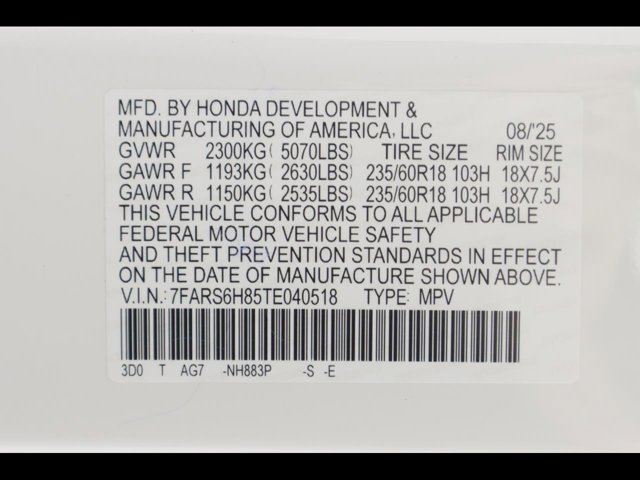 MFD. BY HONDA DEVELOPMENT &
MANUFACTURING OF AMERICA, LLC 08/'25
GVWR 2300KG( 5070LBS) TIRE SIZE RIM SIZE
GAWR F 1193KG( 2630LBS) 235/60R18 103H 18X7.5J
GAWR R 1150KG( 2535LBS) 235/60R18 103H 18X7.5J
THIS VEHICLE CONFORMS TO ALL APPLICABLE
FEDERAL MOTOR VEHICLE SAFETY
AND THEFT PREVENTION STANDARDS IN EFFECT
ON THE DATE OF MANUFACTURE SHOWN ABOVE.
V.I.N.: 7FARS6H85TE040518 TYPE: MPV
3D0 T AG7 -NH883P -S -E